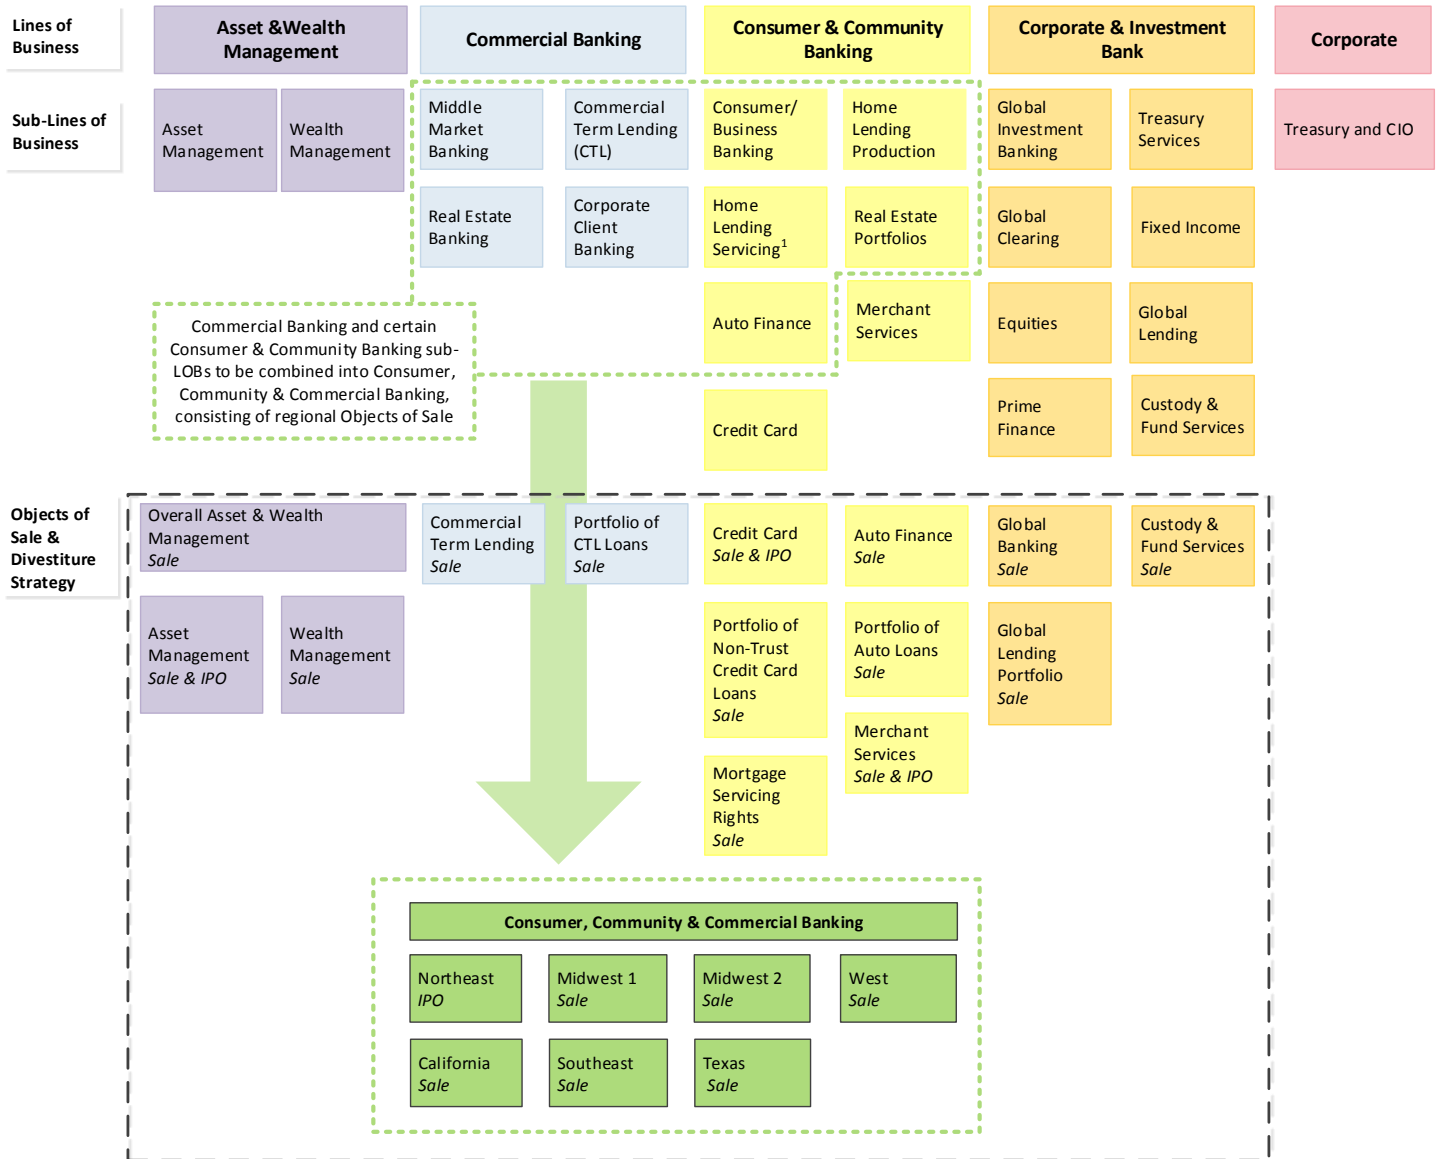 Lines of
Business
Asset &Wealth
Management
Commercial Banking
Consumer & Community
Banking
Corporate & Investment
Bank
Corporate
Sub-Lines of
Business
Asset
Management
Wealth
Management
Middle
Market
Banking
Commercial
Term Lending
(CTL)
Consumer/
Business
Banking
Home
Lending
Production
Global
Investment
Banking
Treasury
Services
Treasury and CIO
Real Estate
Banking
Corporate
Client
Banking
Home
Lending
Servicing¹
Real Estate
Portfolios
Global
Clearing
Fixed Income
Commercial Banking and certain
Consumer & Community Banking sub-
LOBs to be combined into Consumer,
Community & Commercial Banking,
consisting of regional Objects of Sale
Auto Finance
Merchant
Services
Equities
Global
Lending
Credit Card
Prime
Finance
Custody &
Fund Services
Objects of
Sale &
Divestiture
Strategy
Overall Asset & Wealth
Management
Sale
Commercial
Term Lending
Sale
Portfolio of
CTL Loans
Sale
Credit Card
Sale & IPO
Auto Finance
Sale
Global
Banking
Sale
Custody &
Fund Services
Sale
Asset
Management
Sale & IPO
Wealth
Management
Sale
Portfolio of
Non-Trust
Credit Card
Loans
Sale
Portfolio of
Auto Loans
Sale
Global
Lending
Portfolio
Sale
Merchant
Services
Sale & IPO
Mortgage
Servicing
Rights
Sale
Consumer, Community & Commercial Banking
Northeast
IPO
Midwest 1
Sale
Midwest 2
Sale
West
Sale
California
Sale
Southeast
Sale
Texas
Sale